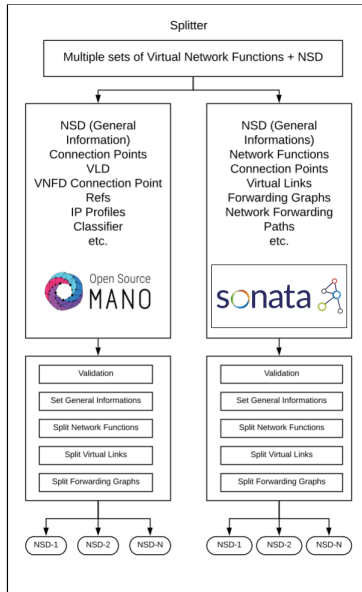 Splitter
Multiple sets of Virtual Network Functions + NSD
NSD (General
Information)
Connection Points
VLD
VNFD Connection Point
Refs
IP Profiles
Classifier
etc.
Open Source
MANO
NSD (General
Informations)
Network Functions
Connection Points
Virtual Links
Forwarding Graphs
Network Forwarding
Paths
etc.
sonata
Validation
Set General Informations
Split Network Functions
Split Virtual Links
Split Forwarding Graphs
NSD-1
NSD-2
NSD-N
Validation
Set General Informations
Split Network Functions
Split Virtual Links
Split Forwarding Graphs
NSD-1
NSD-2
NSD-N